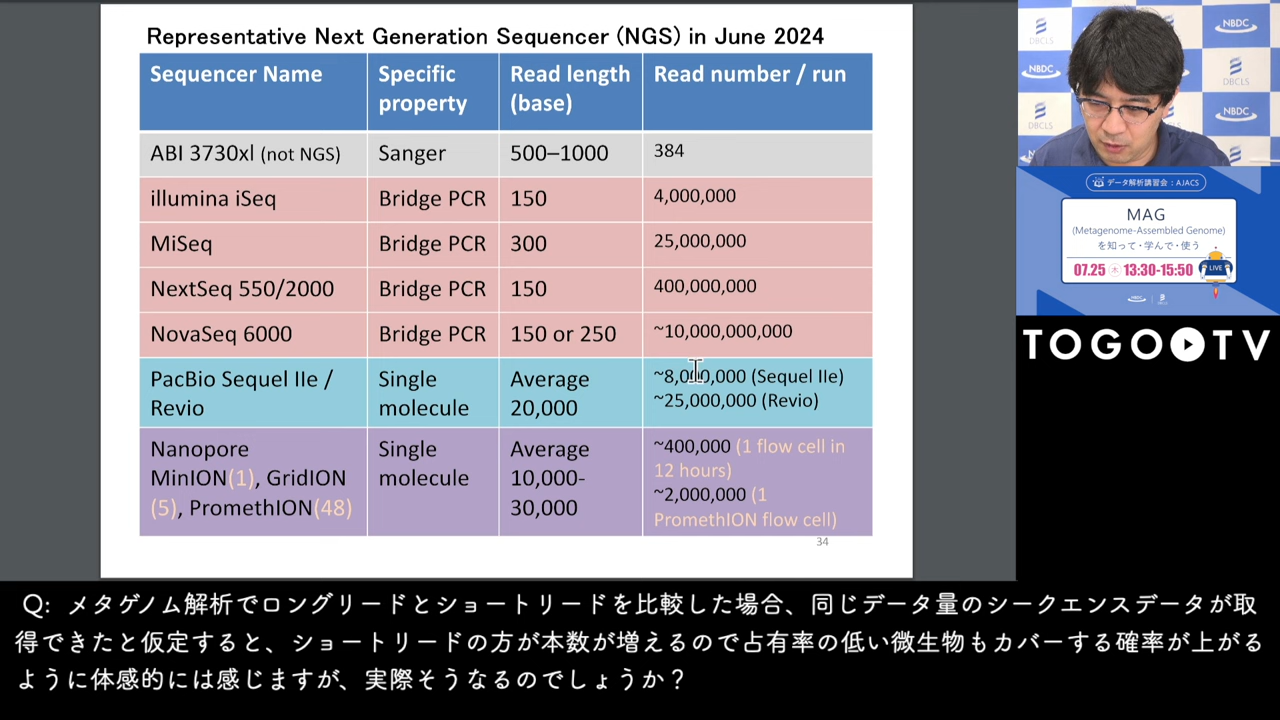 Representative Next Generation Sequencer (NGS) in June 2024
Sequencer Name
Specific property
Read length (base)
Read number / run
ABI 3730xl (not NGS)
Sanger
500–1000
384
illumina iSeq
Bridge PCR
150
4,000,000
MiSeq
Bridge PCR
300
25,000,000
NextSeq 550/2000
Bridge PCR
150
400,000,000
NovaSeq 6000
Bridge PCR
150 or 250
~10,000,000,000
PacBio Sequel IIe /
Revio
Single
molecule
Average
20,000
~8,000,000 (Sequel IIe)
~25,000,000 (Revio)
Nanopore
MinION(1), GridION
(5), PromethION(48)
Single
molecule
Average
10,000-
30,000
~400,000 (1 flow cell in
12 hours)
~2,000,000 (1
PromethION flow cell)
34
NBDC
DBCLS
NBDC
DBCLS
NBDC
DBCLS
NBDC
データ解析講習会:AJACS
MAG
(Metagenome-Assembled Genome)
を知って・学んで・使う
07.25 木 13:30-15:50
LIVE
TOGO TV
Q: メタゲノム解析でロングリードとショートリードを比較した場合、同じデータ量のシークエンスデータが取
得できたと仮定すると、ショートリードの方が本数が増えるので占有率の低い微生物もカバーする確率が上がる
ように体感的には感じますが、実際そうなるのでしょうか？